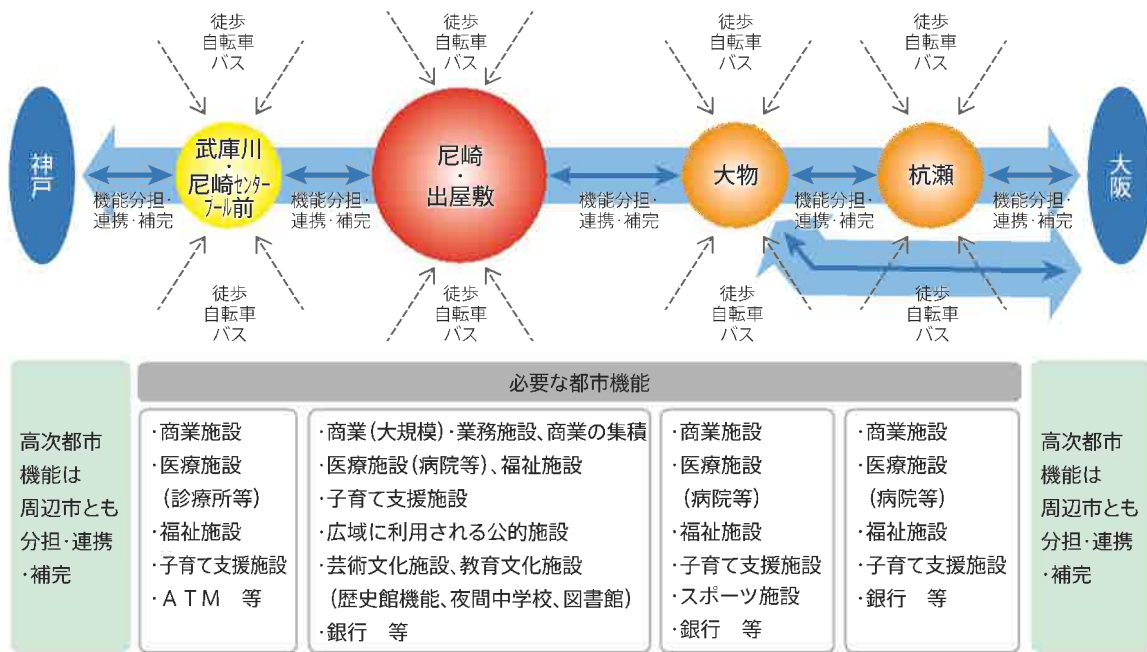 徒歩
自転車
バス
徒歩
自転車
バス
徒歩
自転車
バス
徒歩
自転車
バス
神戸
武庫川
・
尼崎センター
プール前
尼崎
・
出屋敷
大物
杭瀬
大阪
機能分担・
連携・補完
機能分担・
連携・補完
機能分担・
連携・補完
機能分担・
連携・補完
機能分担・
連携・補完
徒歩
自転車
バス
徒歩
自転車
バス
徒歩
自転車
バス
徒歩
自転車
バス
必要な都市機能
高次都市
機能は
周辺市とも
分担・連携
・補完
・商業施設
・医療施設
(診療所等)
・福祉施設
・子育て支援施設
・ATM 等
・商業(大規模)・業務施設、商業の集積
・医療施設(病院等)、福祉施設
・子育て支援施設
・広域に利用される公的施設
・芸術文化施設、教育文化施設
(歴史館機能、夜間中学校、図書館)
・銀行 等
・商業施設
・医療施設
(病院等)
・福祉施設
・子育て支援施設
・スポーツ施設
・銀行 等
・商業施設
・医療施設
(病院等)
・福祉施設
・子育て支援施設
・銀行 等
高次都市
機能は
周辺市とも
分担・連携
・補完